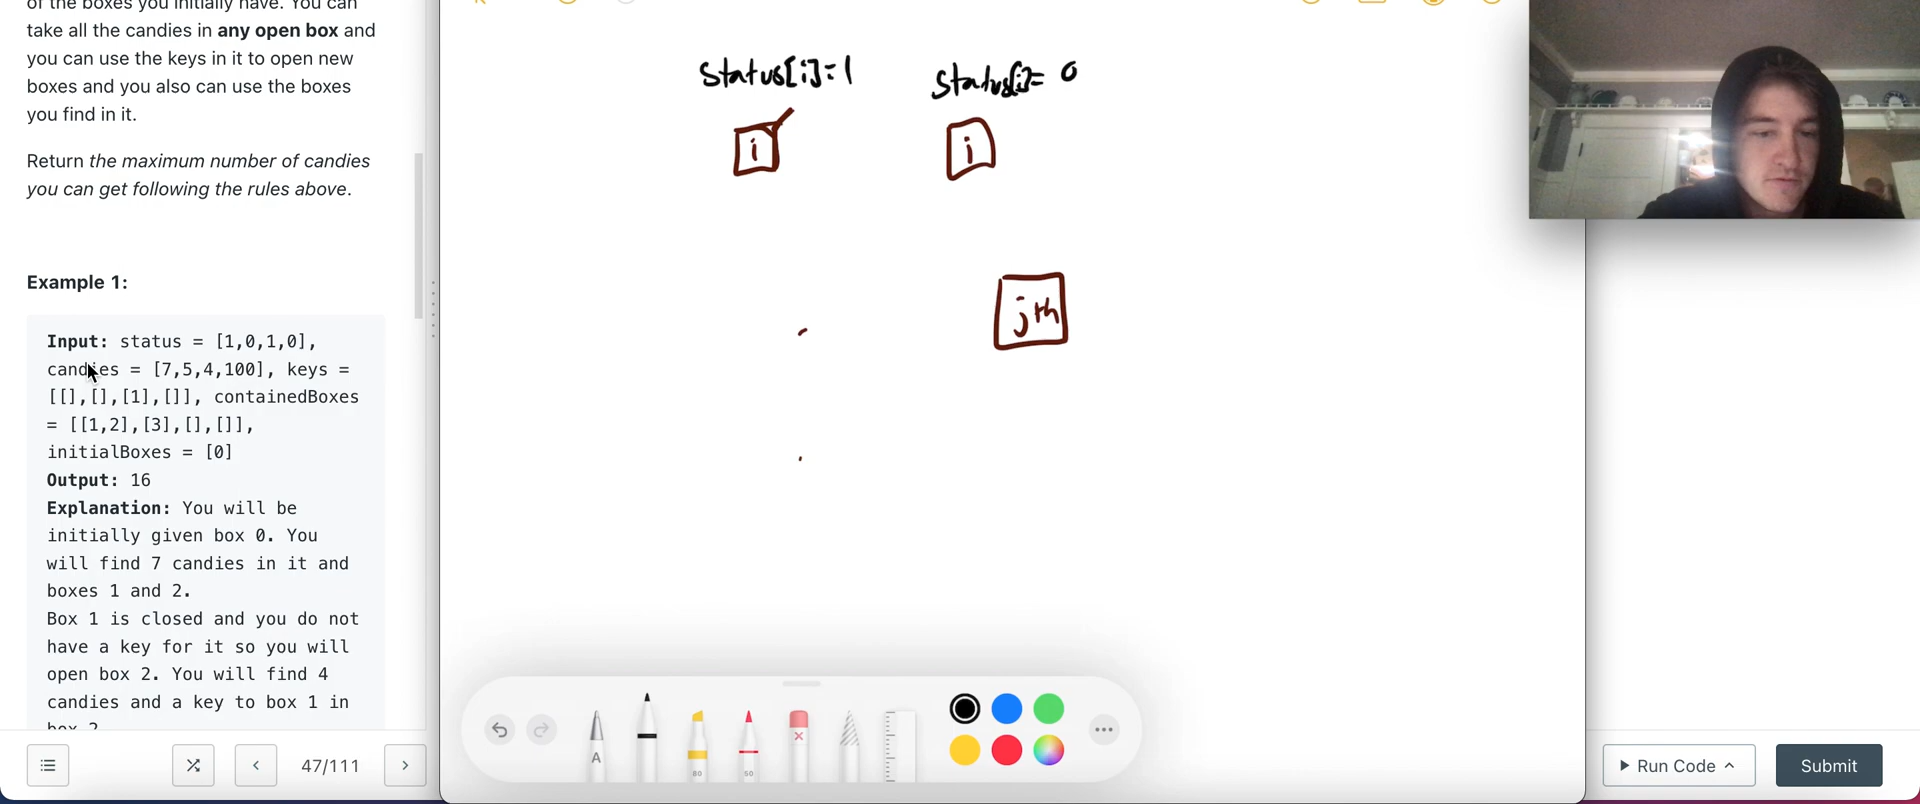 of the boxes you initially have. You can
take all the candies in any open box and
you can use the keys in it to open new
boxes and you also can use the boxes
you find in it.
Return the maximum number of candies
you can get following the rules above.
Example 1:
Input: status = [1,0,1,0],
candies = [7,5,4,100], keys =
[[],[],[1],[]], containedBoxes
= [[1,2],[3],[],[]],
initialBoxes = [0]
Output: 16
Explanation: You will be
initially given box 0. You
will find 7 candies in it and
boxes 1 and 2.
Box 1 is closed and you do not
have a key for it so you will
open box 2. You will find 4
candies and a key to box 1 in
box 2.
47/111
status[i]=1
status[i]= 0
i
i
jth
A
80
50
Run Code
Submit